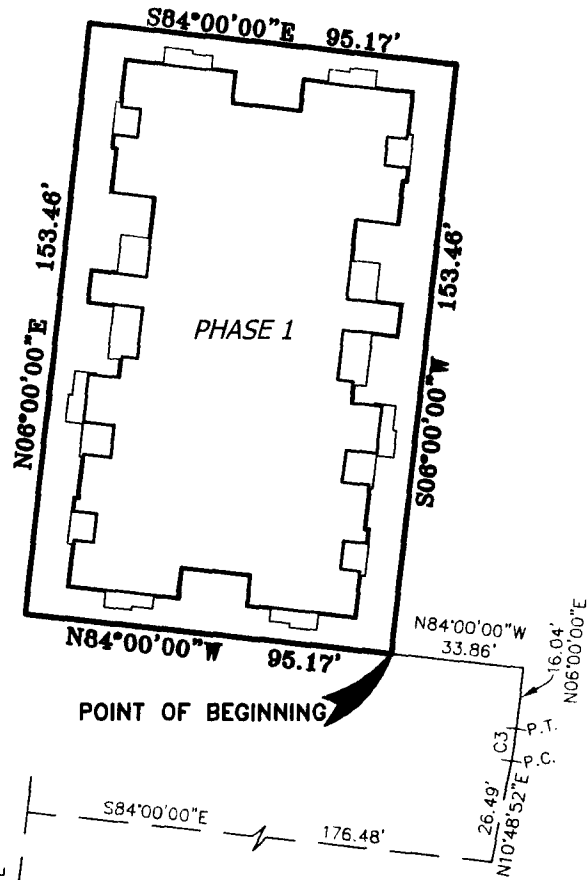 S84°00'00"E 95.17'
153.46'
N06°00'00"E
PHASE 1
153.46'
S06°00'00"W
N84°00'00"W 95.17'
POINT OF BEGINNING
N84°00'00"W
33.86'
16.04'
N06°00'00"E
P.T.
C3
P.C.
26.49'
N10°48'52"E
S84°00'00"E
176.48'